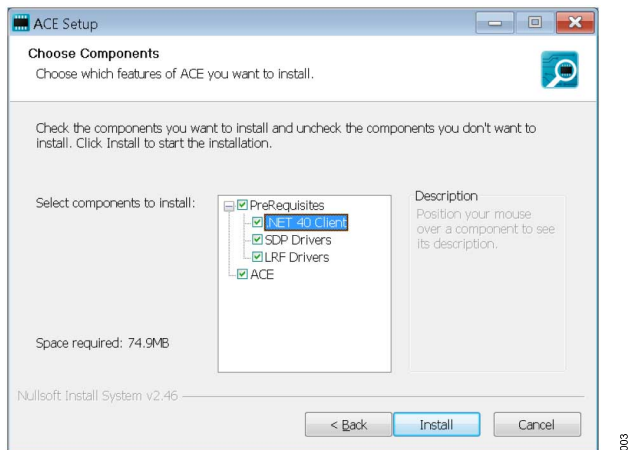 ACE Setup
Choose Components
Choose which features of ACE you want to install.
Check the components you want to install and uncheck the components you don't want to
install. Click Install to start the installation.
Select components to install:
PreRequisites
.NET 40 Client
SDP Drivers
LRF Drivers
ACE
Description
Position your mouse
over a component to see
its description.
Space required: 74.9MB
Nullsoft Install System v2.46
< Back
Install
Cancel
003